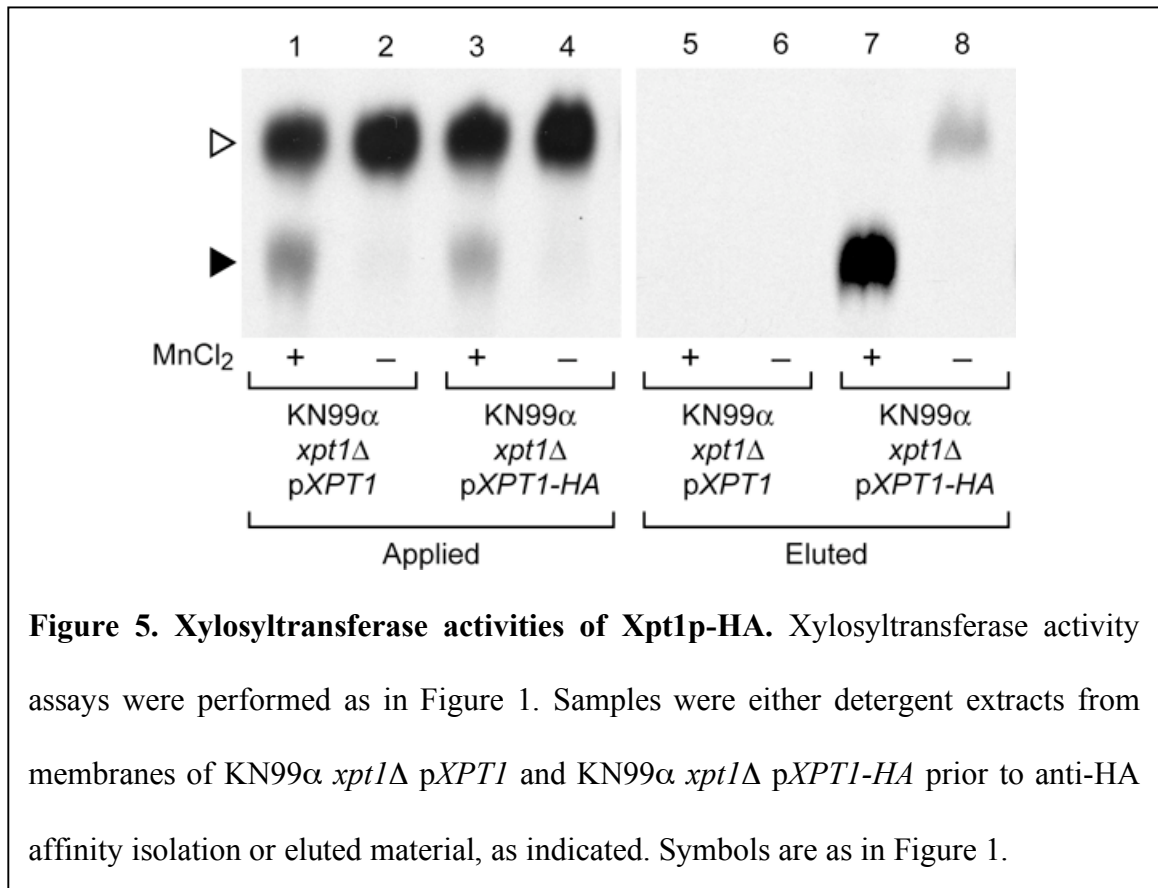 1 2 3 4 5 6 7 8
MnCl₂ + – + – + – + –
KN99α KN99α KN99α KN99α
xpt1Δ xpt1Δ xpt1Δ xpt1Δ
pXPT1 pXPT1-HA pXPT1 pXPT1-HA
Applied Eluted
Figure 5. Xylosyltransferase activities of Xpt1p-HA. Xylosyltransferase activity
assays were performed as in Figure 1. Samples were either detergent extracts from
membranes of KN99α xpt1Δ pXPT1 and KN99α xpt1Δ pXPT1-HA prior to anti-HA
affinity isolation or eluted material, as indicated. Symbols are as in Figure 1.